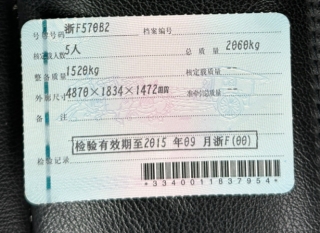 号牌号码 浙F570B2 档案编号
核定载人数 5人 总质量 2060kg
整备质量 1520kg 核定载质量
外廓尺寸 4870×1834×1472mm 准牵引总质量
备注
检验有效期至2015 年09 月浙F(00)
检验记录
*3340011837954*